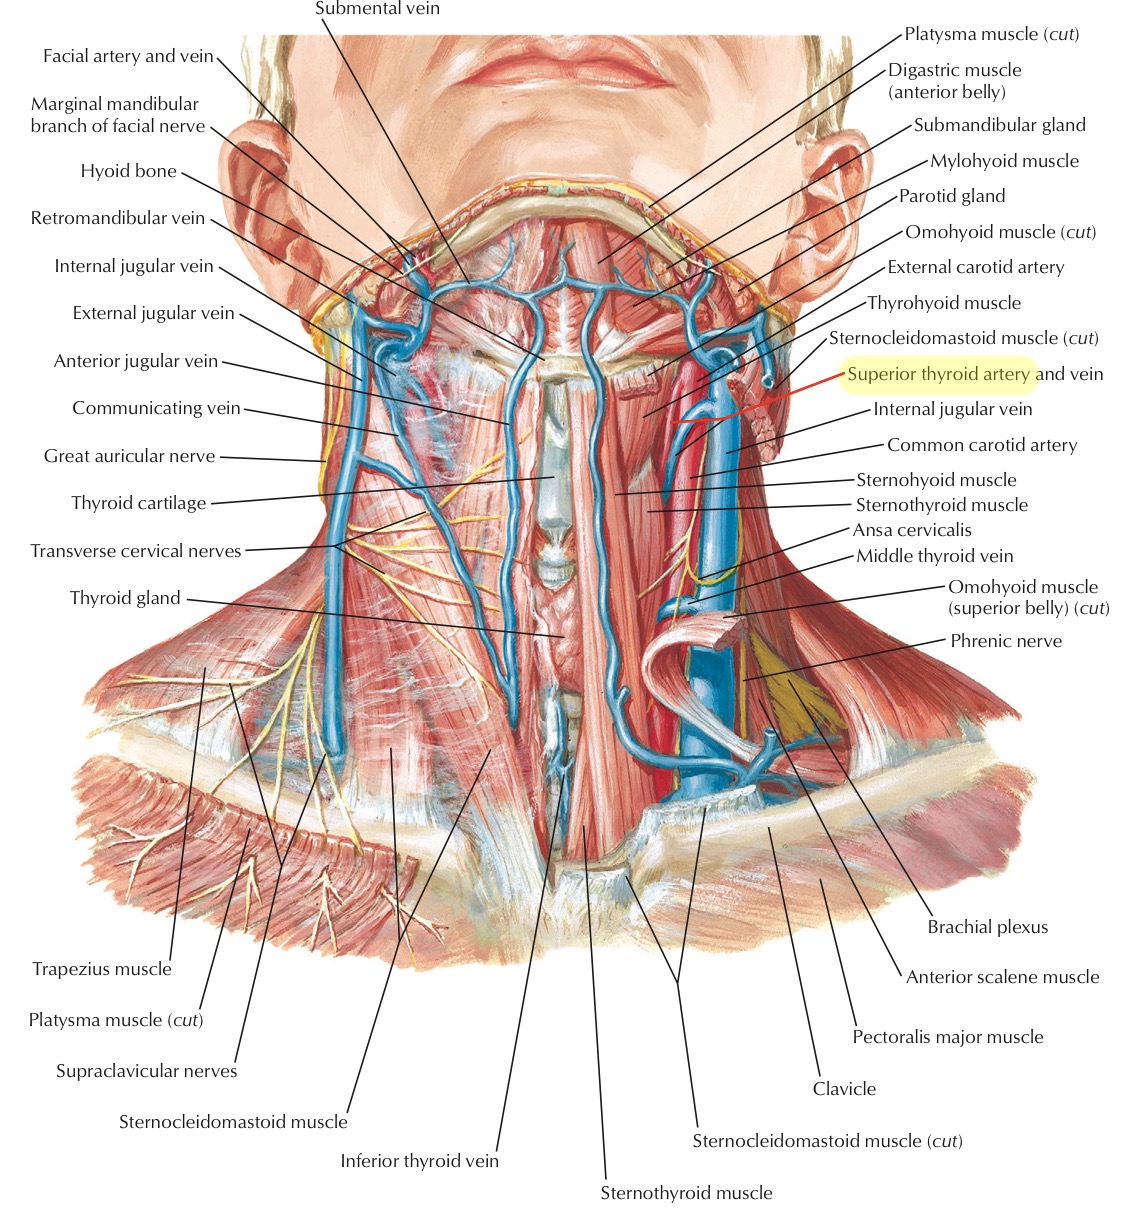 Submental vein
Facial artery and vein
Marginal mandibular
branch of facial nerve
Hyoid bone
Retromandibular vein
Internal jugular vein
External jugular vein
Anterior jugular vein
Communicating vein
Great auricular nerve
Thyroid cartilage
Transverse cervical nerves
Thyroid gland
Platysma muscle (cut)
Digastric muscle
(anterior belly)
Submandibular gland
Mylohyoid muscle
Parotid gland
Omohyoid muscle (cut)
External carotid artery
Thyrohyoid muscle
Sternocleidomastoid muscle (cut)
Superior thyroid artery and vein
Internal jugular vein
Common carotid artery
Sternohyoid muscle
Sternothyroid muscle
Ansa cervicalis
Middle thyroid vein
Omohyoid muscle
(superior belly) (cut)
Phrenic nerve
Trapezius muscle
Platysma muscle (cut)
Supraclavicular nerves
Sternocleidomastoid muscle
Inferior thyroid vein
Sternothyroid muscle
Sternocleidomastoid muscle (cut)
Clavicle
Pectoralis major muscle
Anterior scalene muscle
Brachial plexus